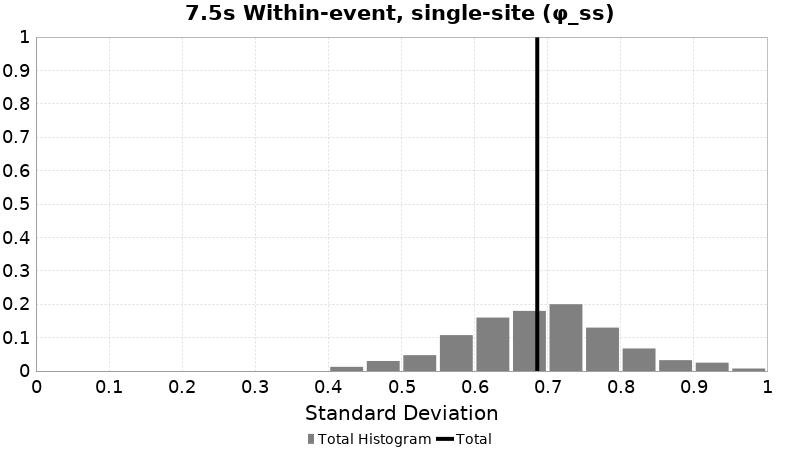 7.5s Within-event, single-site (φ_ss)
1
0.9
0.8
0.7
0.6
0.5
0.4
0.3
0.2
0.1
0
0 0.1 0.2 0.3 0.4 0.5 0.6 0.7 0.8 0.9 1
Standard Deviation
Total Histogram Total